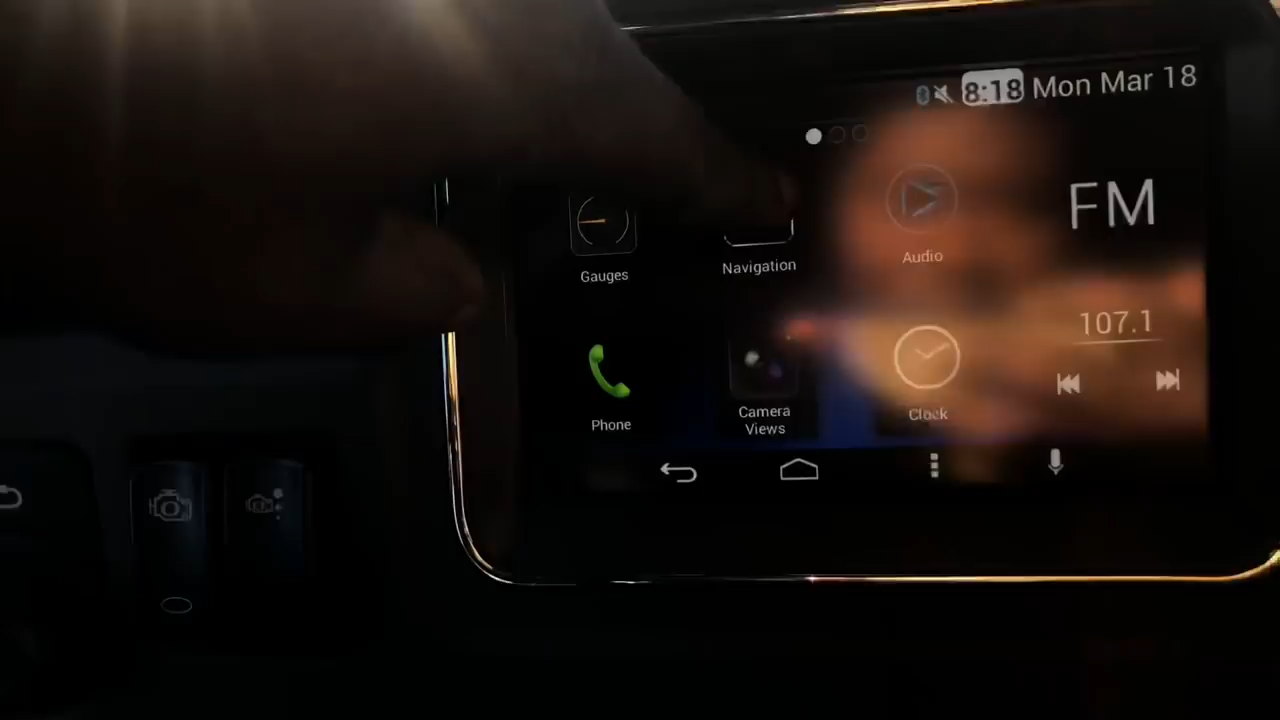 8:18 Mon Mar 18
FM
Gauges
Navigation
Audio
107.1
Phone
Camera
Views
Clock